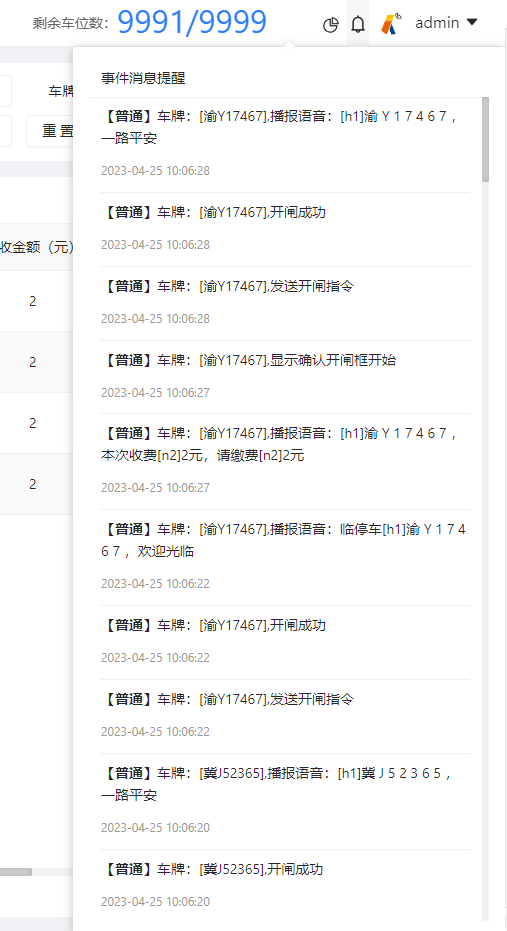 剩余车位数：9991/9999 admin
事件消息提醒
车牌
重 置
【普通】车牌：[渝Y17467],播报语音：[h1]渝 Y 1 7 4 6 7 ，
一路平安
2023-04-25 10:06:28
【普通】车牌：[渝Y17467],开闸成功
2023-04-25 10:06:28
收金额（元）
【普通】车牌：[渝Y17467],发送开闸指令
2
2023-04-25 10:06:28
【普通】车牌：[渝Y17467],显示确认开闸框开始
2
2023-04-25 10:06:27
【普通】车牌：[渝Y17467],播报语音：[h1]渝 Y 1 7 4 6 7 ，
2
本次收费[n2]2元，请缴费[n2]2元
2023-04-25 10:06:27
2
【普通】车牌：[渝Y17467],播报语音：临停车[h1]渝 Y 1 7 4
6 7 ，欢迎光临
2023-04-25 10:06:22
【普通】车牌：[渝Y17467],开闸成功
2023-04-25 10:06:22
【普通】车牌：[渝Y17467],发送开闸指令
2023-04-25 10:06:22
【普通】车牌：[冀J52365],播报语音：[h1]冀 J 5 2 3 6 5 ，
一路平安
2023-04-25 10:06:20
【普通】车牌：[冀J52365],开闸成功
2023-04-25 10:06:20